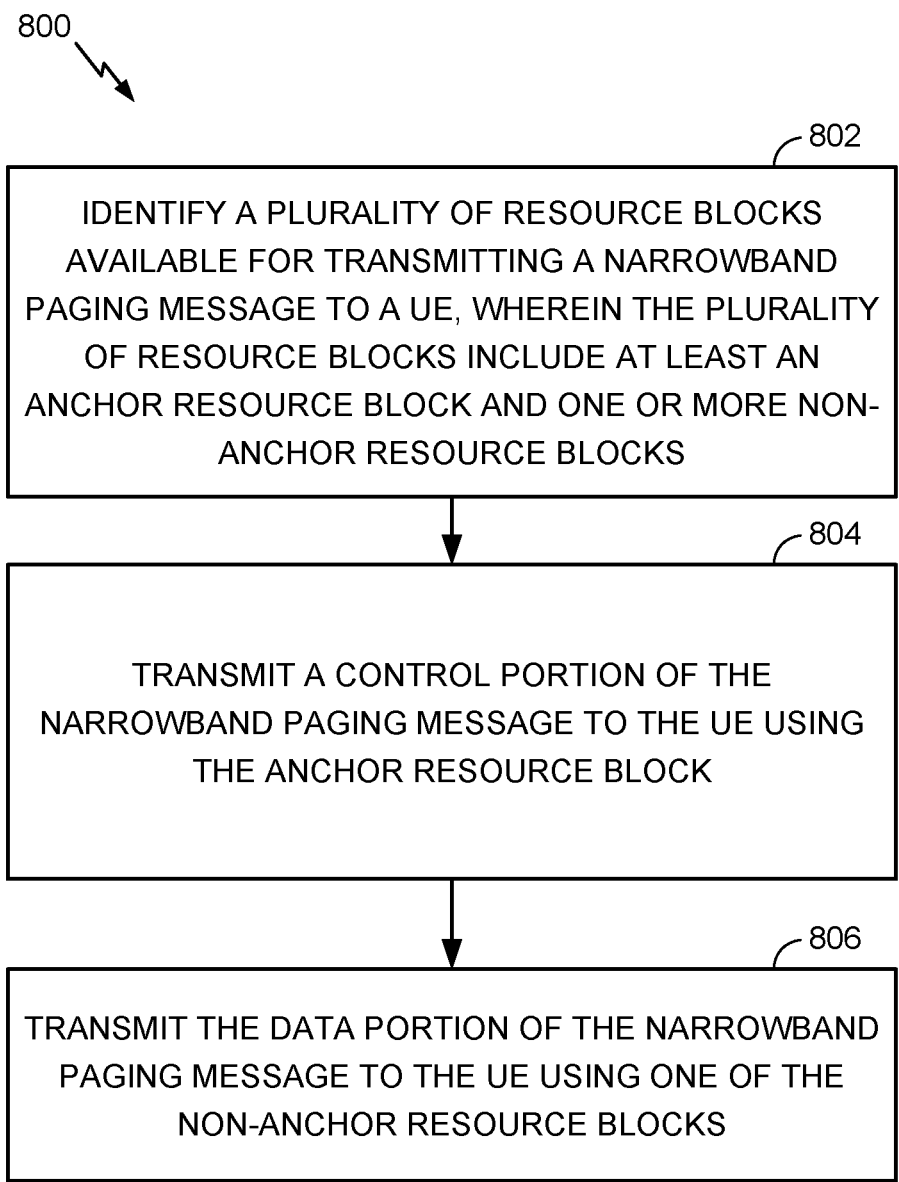 800
802
IDENTIFY A PLURALITY OF RESOURCE BLOCKS
AVAILABLE FOR TRANSMITTING A NARROWBAND
PAGING MESSAGE TO A UE, WHEREIN THE PLURALITY
OF RESOURCE BLOCKS INCLUDE AT LEAST AN
ANCHOR RESOURCE BLOCK AND ONE OR MORE NON-
ANCHOR RESOURCE BLOCKS
804
TRANSMIT A CONTROL PORTION OF THE
NARROWBAND PAGING MESSAGE TO THE UE USING
THE ANCHOR RESOURCE BLOCK
806
TRANSMIT THE DATA PORTION OF THE NARROWBAND
PAGING MESSAGE TO THE UE USING ONE OF THE
NON-ANCHOR RESOURCE BLOCKS